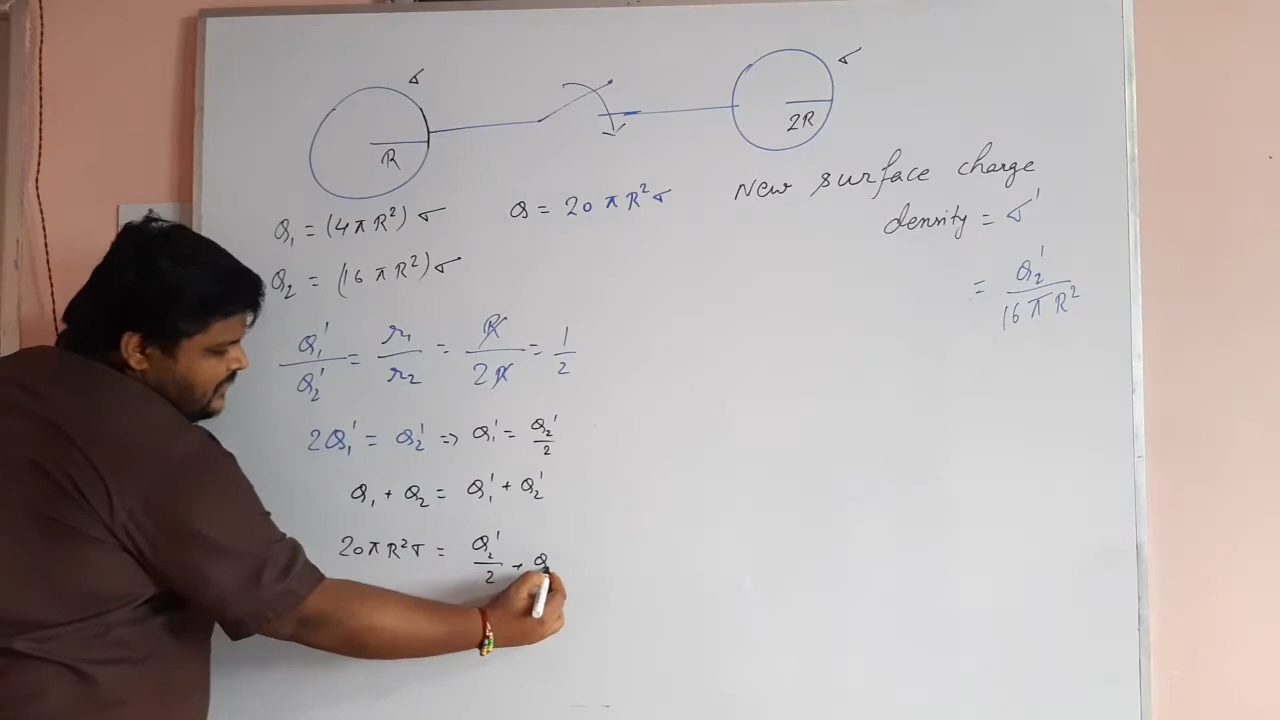 σ
σ
R
2R
Q₁ = (4πR²)σ
Q = 20πR²σ
New surface charge
density = σ'
Q₂ = (16πR²)σ
= Q₂'/16πR²
Q₁'/Q₂' = r₁/r₂ = R/2R = 1/2
2Q₁' = Q₂' => Q₁' = Q₂'/2
Q₁ + Q₂ = Q₁' + Q₂'
20πR²σ = Q₂'/2 + Q